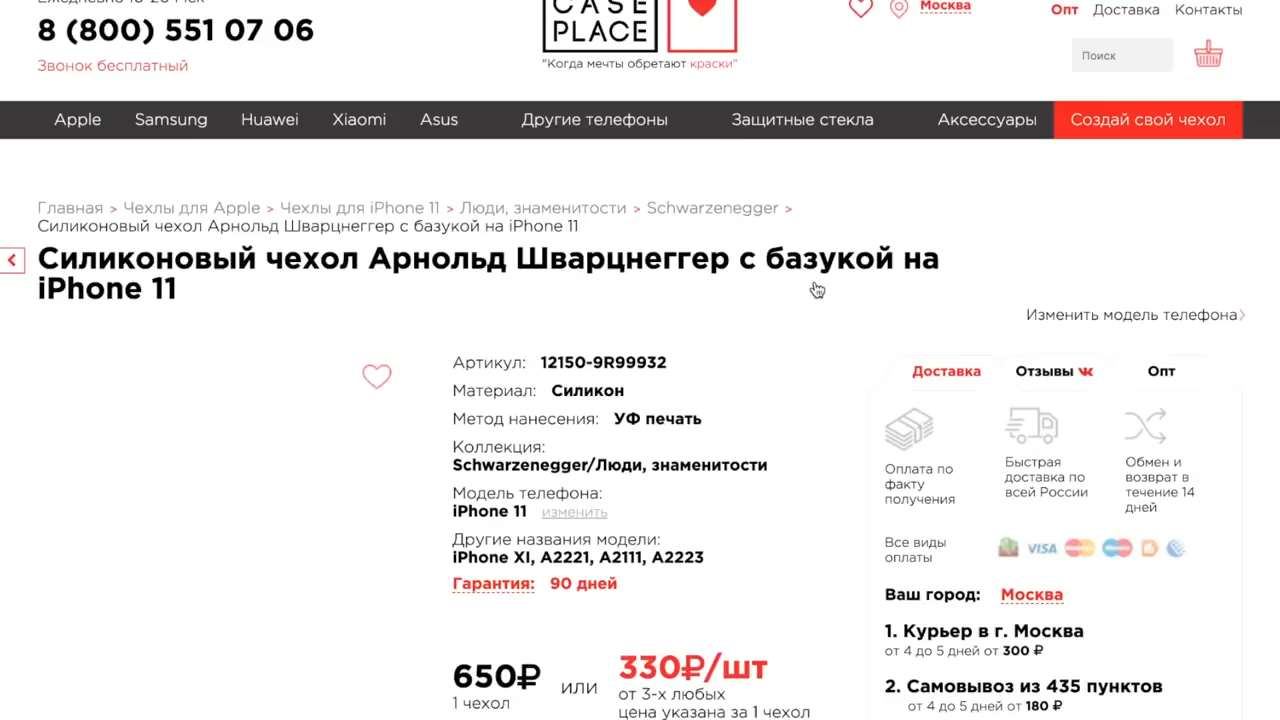 Ежедневно 10-20 Мск
8 (800) 551 07 06
Звонок бесплатный
CASE
PLACE
"Когда мечты обретают краски"
Москва
Опт Доставка Контакты
Поиск
Apple Samsung Huawei Xiaomi Asus Другие телефоны Защитные стекла Аксессуары Создай свой чехол
Главная > Чехлы для Apple > Чехлы для iPhone 11 > Люди, знаменитости > Schwarzenegger >
Силиконовый чехол Арнольд Шварцнеггер с базукой на iPhone 11
Силиконовый чехол Арнольд Шварцнеггер с базукой на
iPhone 11
Изменить модель телефона
Артикул: 12150-9R99932
Материал: Силикон
Метод нанесения: УФ печать
Коллекция:
Schwarzenegger/Люди, знаменитости
Модель телефона:
iPhone 11 изменить
Другие названия модели:
iPhone XI, A2221, A2111, A2223
Гарантия: 90 дней
650₽
1 чехол
или
330₽/шт
от 3-х любых
цена указана за 1 чехол
Доставка Отзывы Опт
Оплата по
факту
получения
Быстрая
доставка по
всей России
Обмен и
возврат в
течение 14
дней
Все виды
оплаты
VISA
Ваш город: Москва
1. Курьер в г. Москва
от 4 до 5 дней от 300 ₽
2. Самовывоз из 435 пунктов
от 4 до 5 дней от 180 ₽